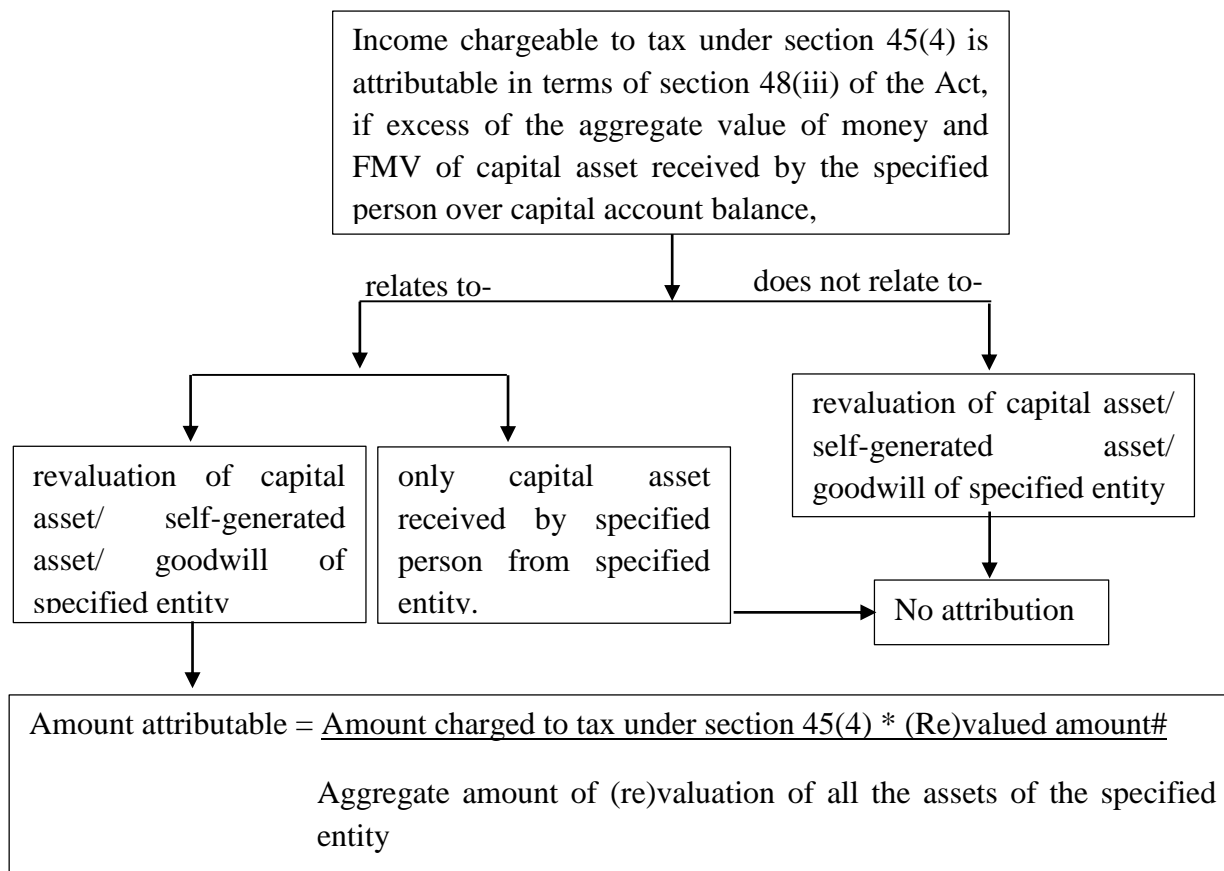 Income chargeable to tax under section 45(4) is
attributable in terms of section 48(iii) of the Act,
if excess of the aggregate value of money and
FMV of capital asset received by the specified
person over capital account balance,
relates to-
does not relate to-
revaluation of capital
asset/ self-generated
asset/ goodwill of
specified entity
only capital asset
received by specified
person from specified
entity.
revaluation of capital asset/
self-generated asset/
goodwill of specified entity
No attribution
Amount attributable = Amount charged to tax under section 45(4) * (Re)valued amount#
Aggregate amount of (re)valuation of all the assets of the specified
entity